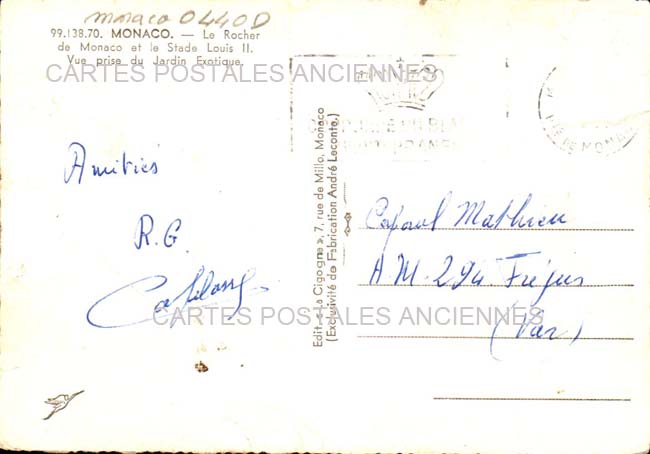 monaco 0440D
99.138.70. MONACO. — Le Rocher
de Monaco et le Stade Louis II.
Vue prise du Jardin Exotique.
CARTES POSTALES ANCIENNES
Amitiés
R.G.
Edit. « La Cigogne », 7, rue de Millo, Monaco
(Exclusivité de Fabrication André Leconte.)
Caporal Mathieu
A M. 294 Fréjus
(Var)
CARTES POSTALES ANCIENNES